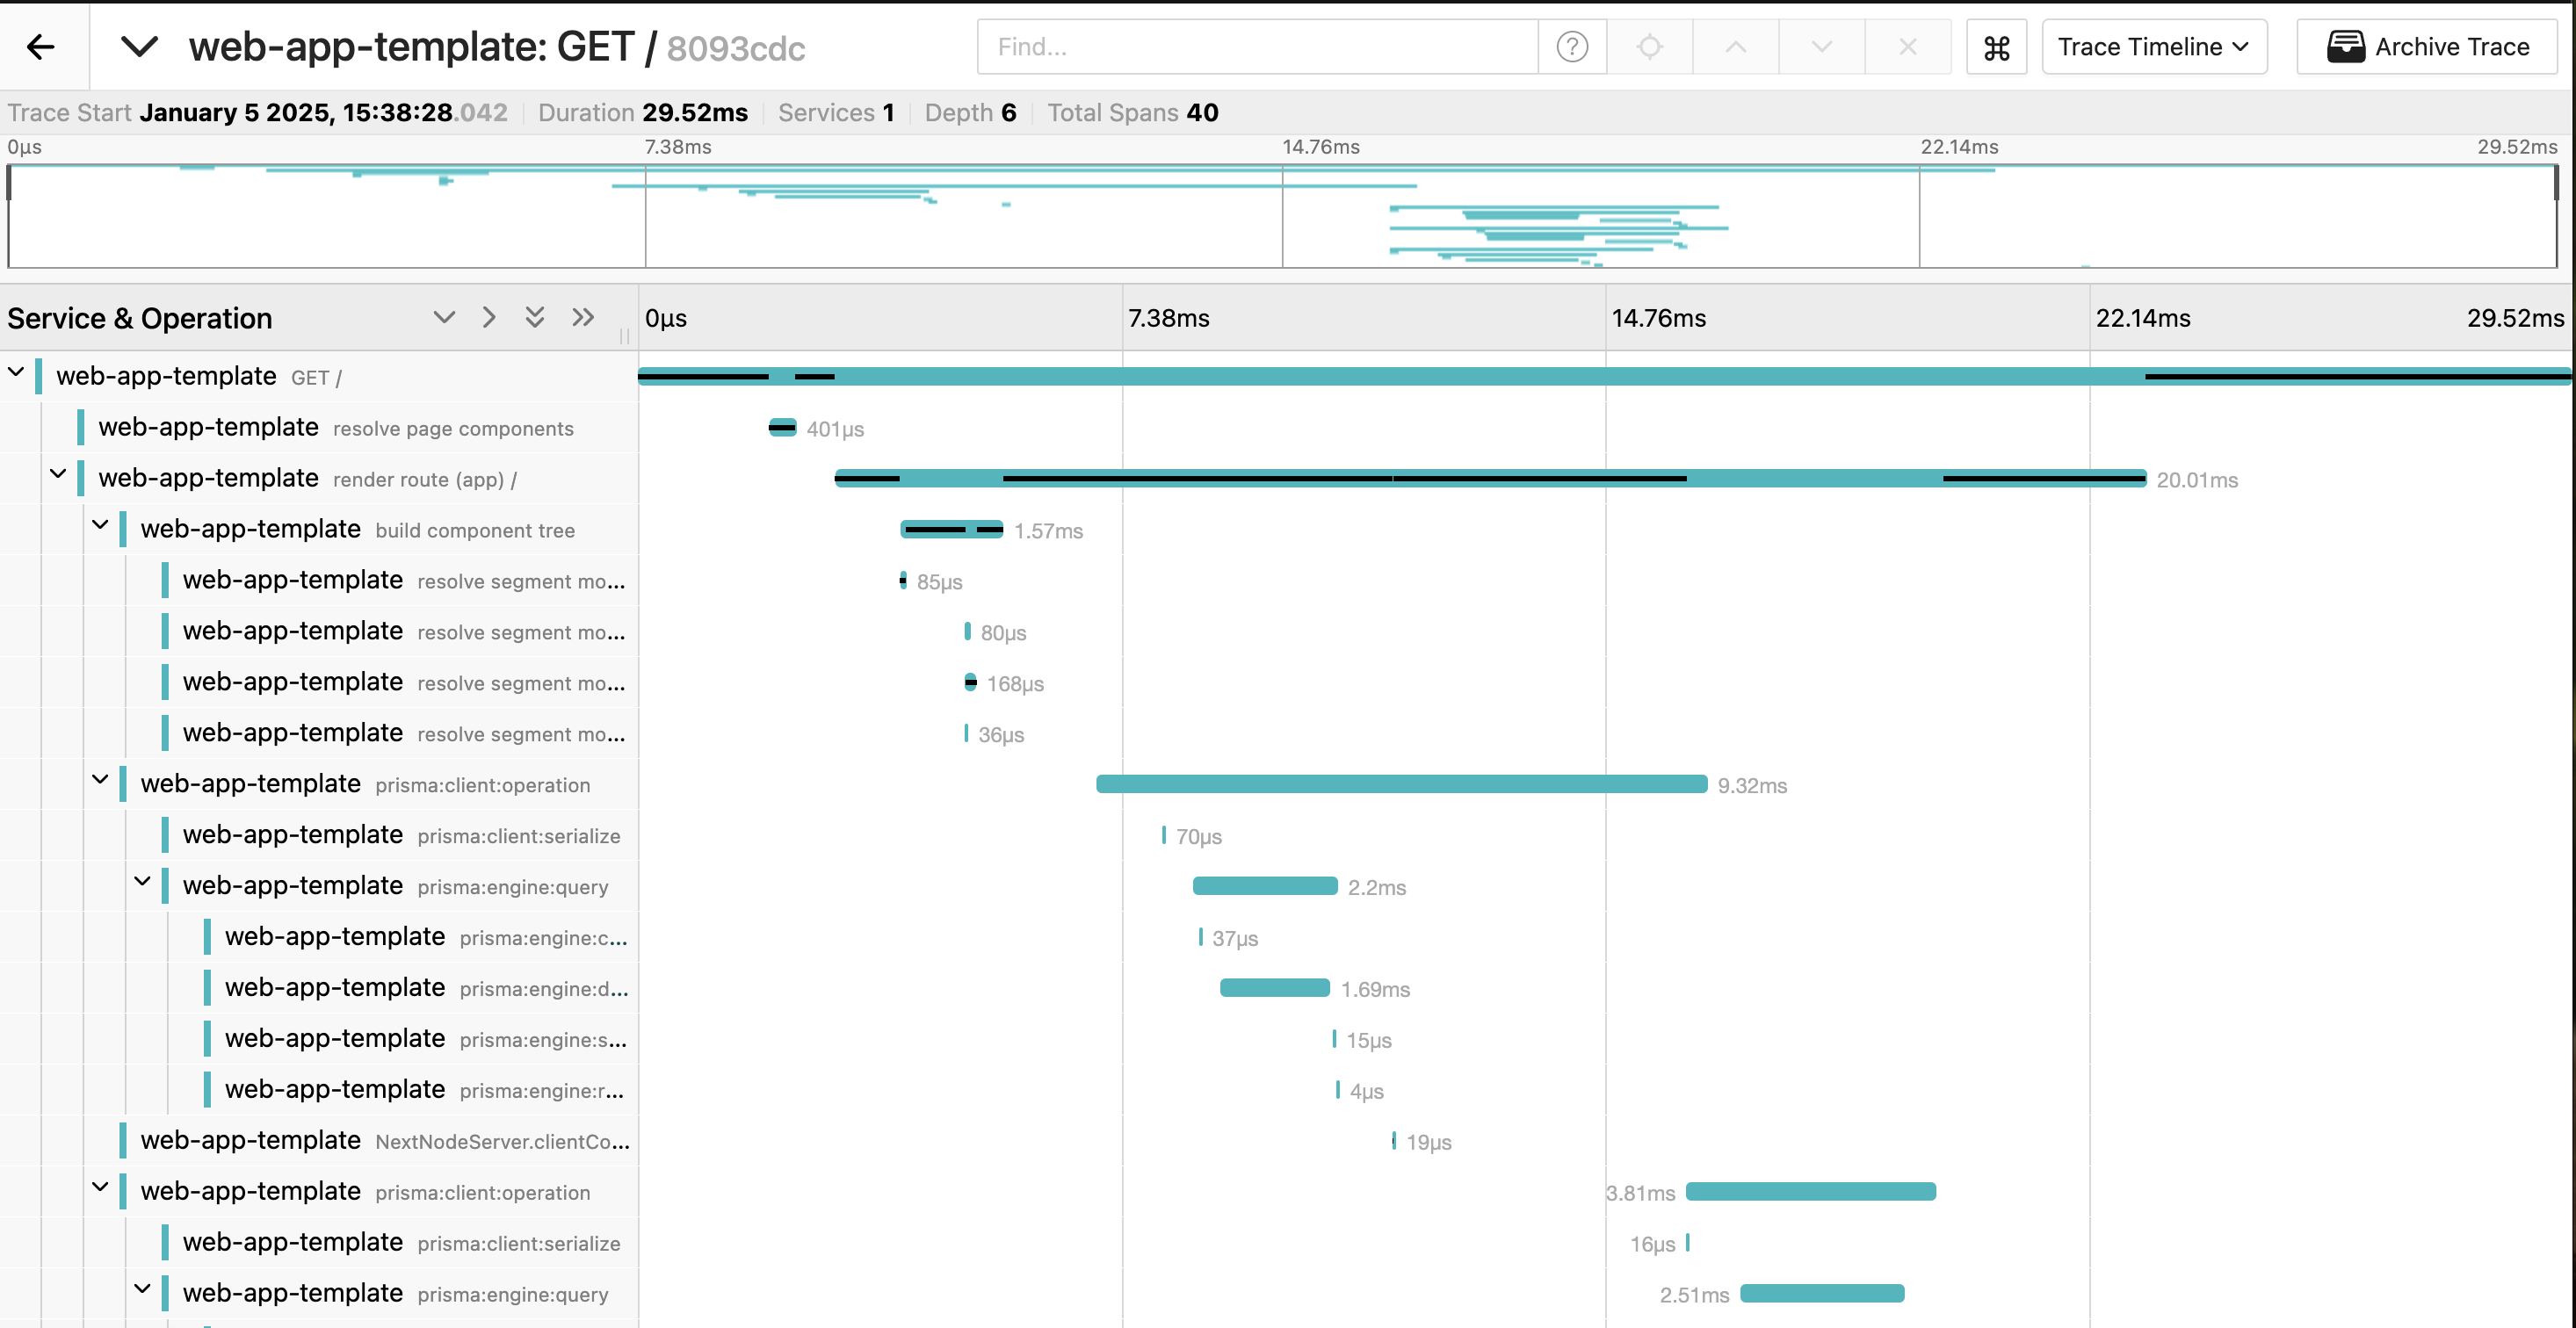 web-app-template: GET / 8093cdc Find... ? ⌘ Trace Timeline Archive Trace
Trace Start January 5 2025, 15:38:28.042 Duration 29.52ms Services 1 Depth 6 Total Spans 40
0μs 7.38ms 14.76ms 22.14ms 29.52ms
Service & Operation 0μs 7.38ms 14.76ms 22.14ms 29.52ms
web-app-template GET /
web-app-template resolve page components 401μs
web-app-template render route (app) / 20.01ms
web-app-template build component tree 1.57ms
web-app-template resolve segment mo... 85μs
web-app-template resolve segment mo... 80μs
web-app-template resolve segment mo... 168μs
web-app-template resolve segment mo... 36μs
web-app-template prisma:client:operation 9.32ms
web-app-template prisma:client:serialize 70μs
web-app-template prisma:engine:query 2.2ms
web-app-template prisma:engine:c... 37μs
web-app-template prisma:engine:d... 1.69ms
web-app-template prisma:engine:s... 15μs
web-app-template prisma:engine:r... 4μs
web-app-template NextNodeServer.clientCo... 19μs
web-app-template prisma:client:operation 3.81ms
web-app-template prisma:client:serialize 16μs
web-app-template prisma:engine:query 2.51ms